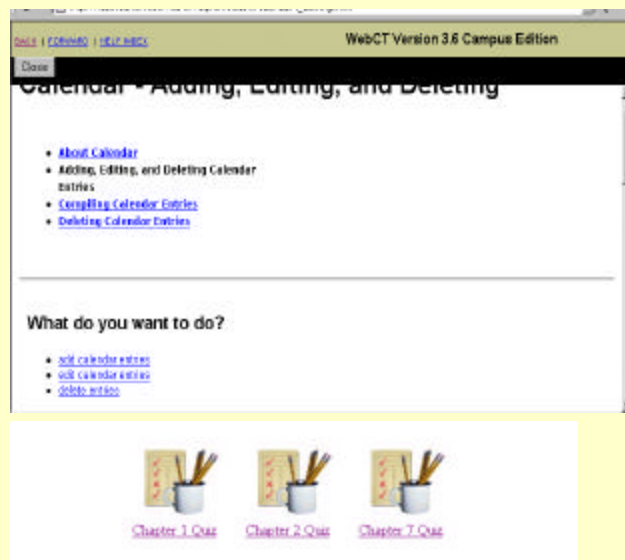 BACK | FORWARD | HELP INDEX
WebCT Version 3.6 Campus Edition
Close
Calendar - Adding, Editing, and Deleting
About Calendar
Adding, Editing, and Deleting Calendar
Entries
Compiling Calendar Entries
Deleting Calendar Entries
What do you want to do?
add calendar entries
edit calendar entries
delete entries
Chapter 1 Quiz
Chapter 2 Quiz
Chapter 7 Quiz